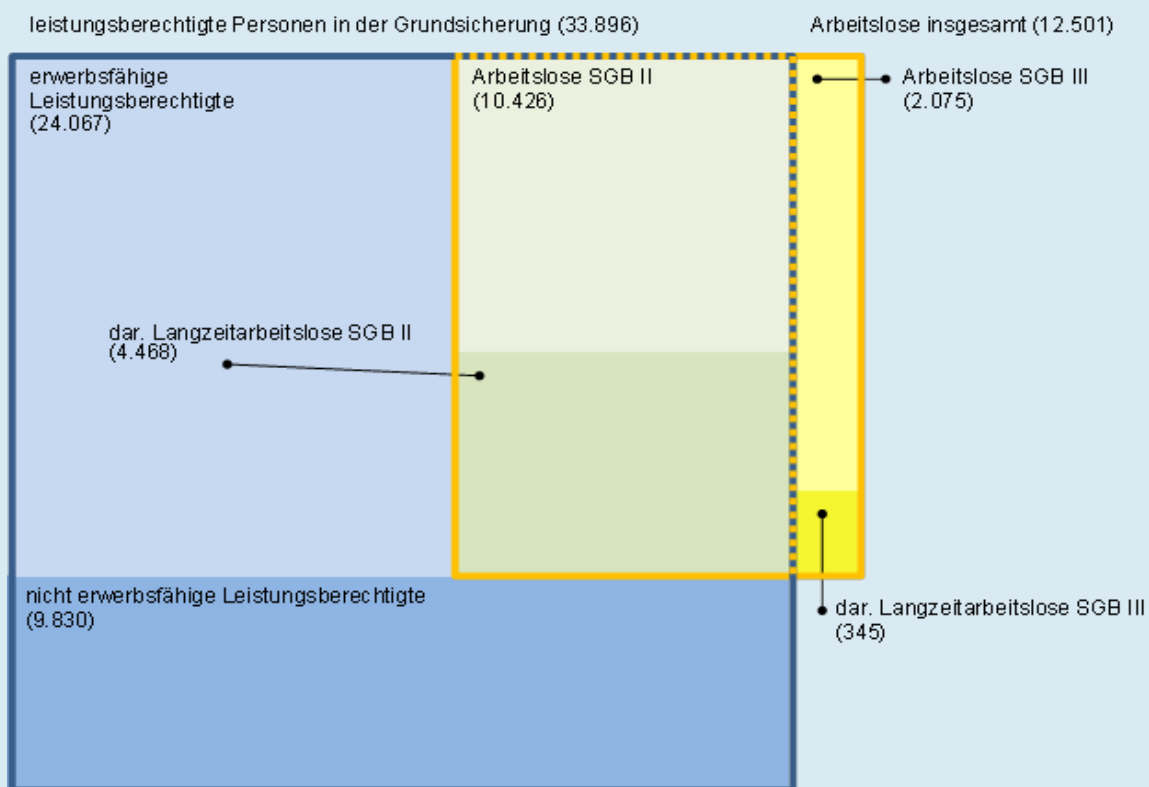 leistungsberechtigte Personen in der Grundsicherung (33.896)
Arbeitslose insgesamt (12.501)
erwerbsfähige
Leistungsberechtigte
(24.067)
Arbeitslose SGB II
(10.426)
Arbeitslose SGB III
(2.075)
dar. Langzeitarbeitslose SGB II
(4.468)
nicht erwerbsfähige Leistungsberechtigte
(9.830)
dar. Langzeitarbeitslose SGB III
(345)